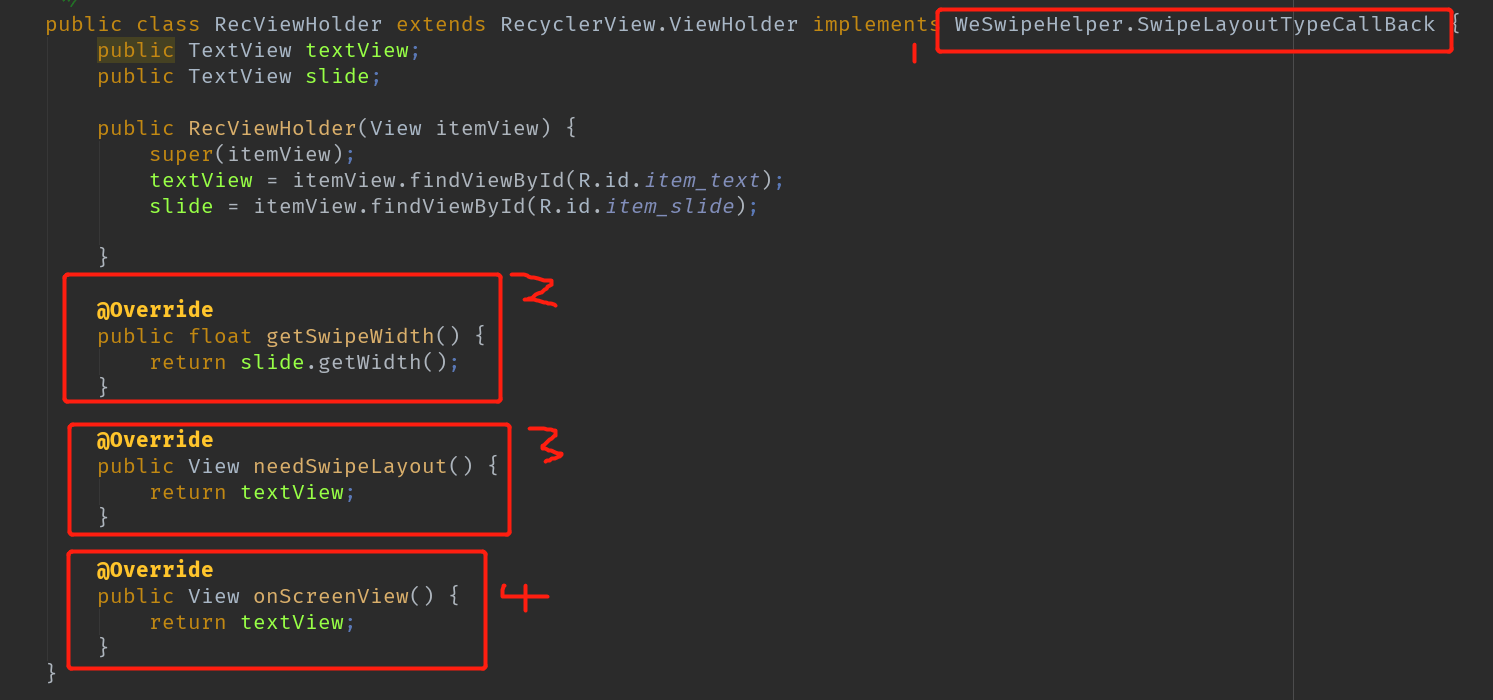 */
public class RecViewHolder extends RecyclerView.ViewHolder implements WeSwipeHelper.SwipeLayoutTypeCallBack {
1
public TextView textView;
public TextView slide;
public RecViewHolder(View itemView) {
super(itemView);
textView = itemView.findViewById(R.id.item_text);
slide = itemView.findViewById(R.id.item_slide);
}
2
@Override
public float getSwipeWidth() {
return slide.getWidth();
}
3
@Override
public View needSwipeLayout() {
return textView;
}
4
@Override
public View onScreenView() {
return textView;
}
}